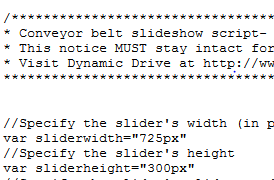 /***********************************
* Conveyor belt slideshow script-
* This notice MUST stay intact for
* Visit Dynamic Drive at http://ww
************************************
//Specify the slider's width (in p
var sliderwidth="725px"
//Specify the slider's height
var sliderheight="300px"